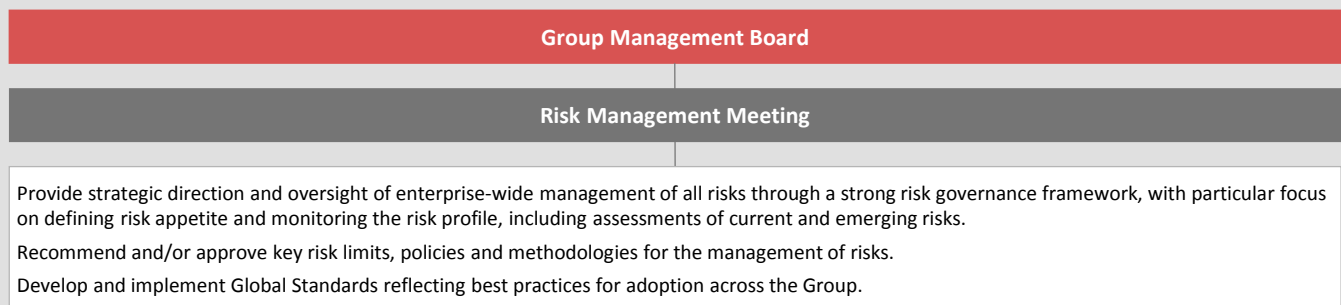 Group Management Board
Risk Management Meeting
Provide strategic direction and oversight of enterprise-wide management of all risks through a strong risk governance framework, with particular focus
on defining risk appetite and monitoring the risk profile, including assessments of current and emerging risks.
Recommend and/or approve key risk limits, policies and methodologies for the management of risks.
Develop and implement Global Standards reflecting best practices for adoption across the Group.